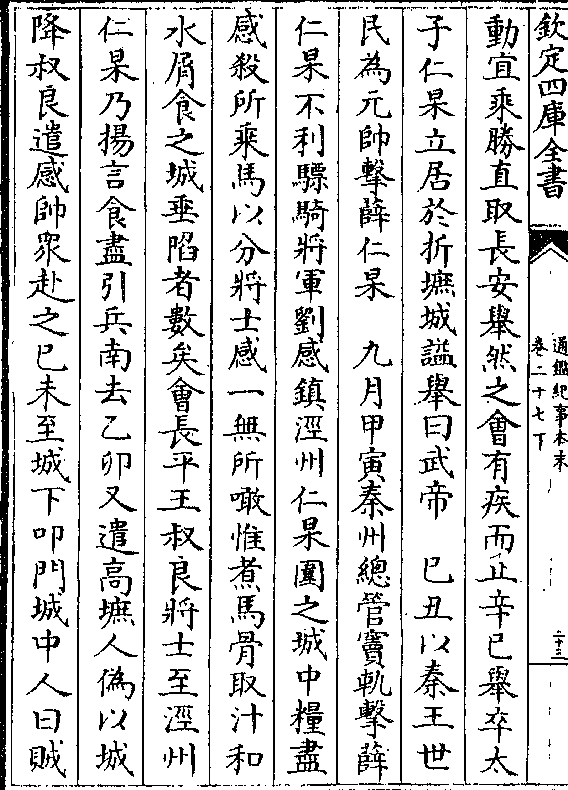 欽定四庫全書
通鑑紀事本末
卷二十七下
二十三
動宜乘勝直取長安舉然之會有疾而止辛巳舉卒太
子仁杲立居於折墌城諡舉曰武帝　己丑以秦王世
民為元帥擊薛仁杲　九月甲寅秦州總管竇軌擊薛
仁杲不利驃騎將軍劉感鎮涇州仁杲圍之城中糧盡
感殺所乘馬以分將士感一無所噉惟煮馬骨取汁和
水屑食之城垂陷者數矣會長平王叔良將士至涇州
仁杲乃揚言食盡引兵南去乙卯又遣高墌人偽以城
降叔良遣感帥眾赴之己未至城下叩門城中人曰賊